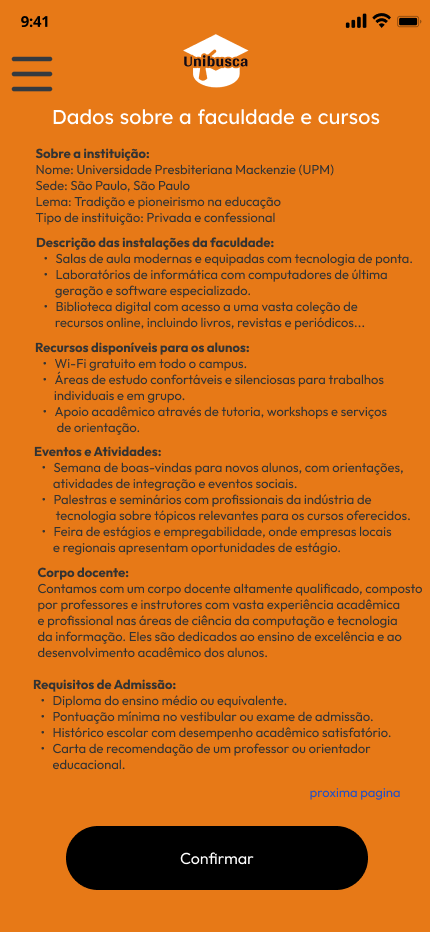 9:41
Unibusca
Dados sobre a faculdade e cursos
Sobre a instituição:
Nome: Universidade Presbiteriana Mackenzie (UPM)
Sede: São Paulo, São Paulo
Lema: Tradição e pioneirismo na educação
Tipo de instituição: Privada e confessional
Descrição das instalações da faculdade:
• Salas de aula modernas e equipadas com tecnologia de ponta.
• Laboratórios de informática com computadores de última
geração e software especializado.
• Biblioteca digital com acesso a uma vasta coleção de
recursos online, incluindo livros, revistas e periódicos...
Recursos disponíveis para os alunos:
• Wi-Fi gratuito em todo o campus.
• Áreas de estudo confortáveis e silenciosas para trabalhos
individuais e em grupo.
• Apoio acadêmico através de tutoria, workshops e serviços
de orientação.
Eventos e Atividades:
• Semana de boas-vindas para novos alunos, com orientações,
atividades de integração e eventos sociais.
• Palestras e seminários com profissionais da indústria de
tecnologia sobre tópicos relevantes para os cursos oferecidos.
• Feira de estágios e empregabilidade, onde empresas locais
e regionais apresentam oportunidades de estágio.
Corpo docente:
Contamos com um corpo docente altamente qualificado, composto
por professores e instrutores com vasta experiência acadêmica
e profissional nas áreas de ciência da computação e tecnologia
da informação. Eles são dedicados ao ensino de excelência e ao
desenvolvimento acadêmico dos alunos.
Requisitos de Admissão:
• Diploma do ensino médio ou equivalente.
• Pontuação mínima no vestibular ou exame de admissão.
• Histórico escolar com desempenho acadêmico satisfatório.
• Carta de recomendação de um professor ou orientador
educacional.
proxima pagina
Confirmar